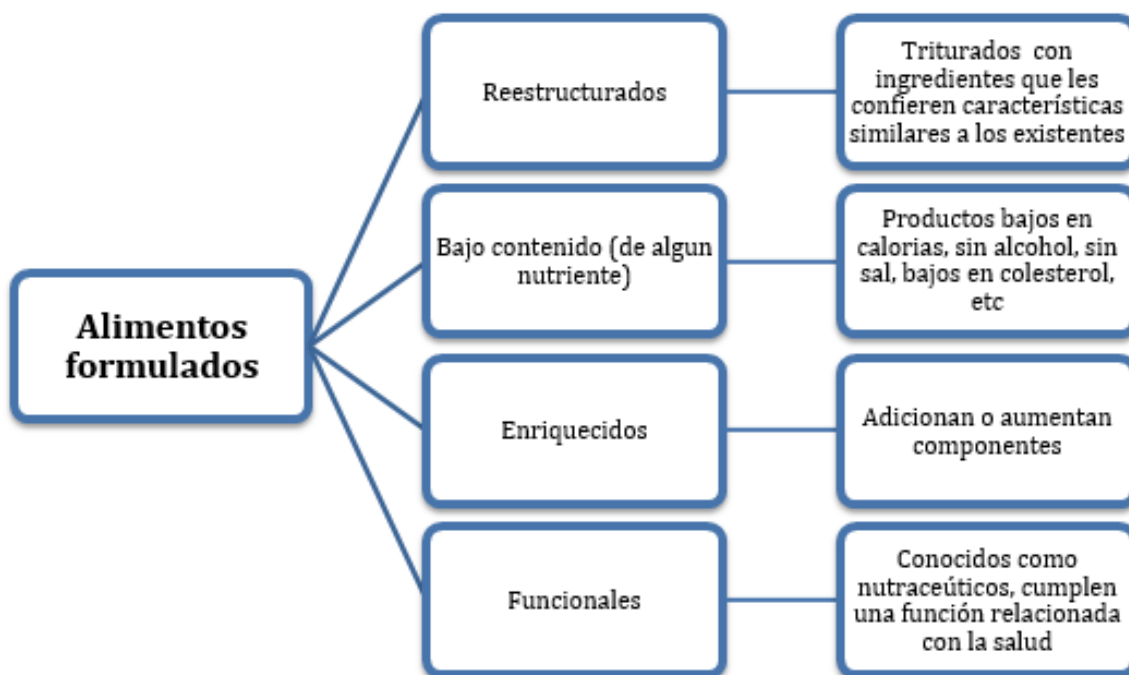 Alimentos
formulados
Reestructurados
Triturados con
ingredientes que les
confieren características
similares a los existentes
Bajo contenido (de algun
nutriente)
Productos bajos en
calorias, sin alcohol, sin
sal, bajos en colesterol,
etc
Enriquecidos
Adicionan o aumentan
componentes
Funcionales
Conocidos como
nutraceúticos, cumplen
una función relacionada
con la salud